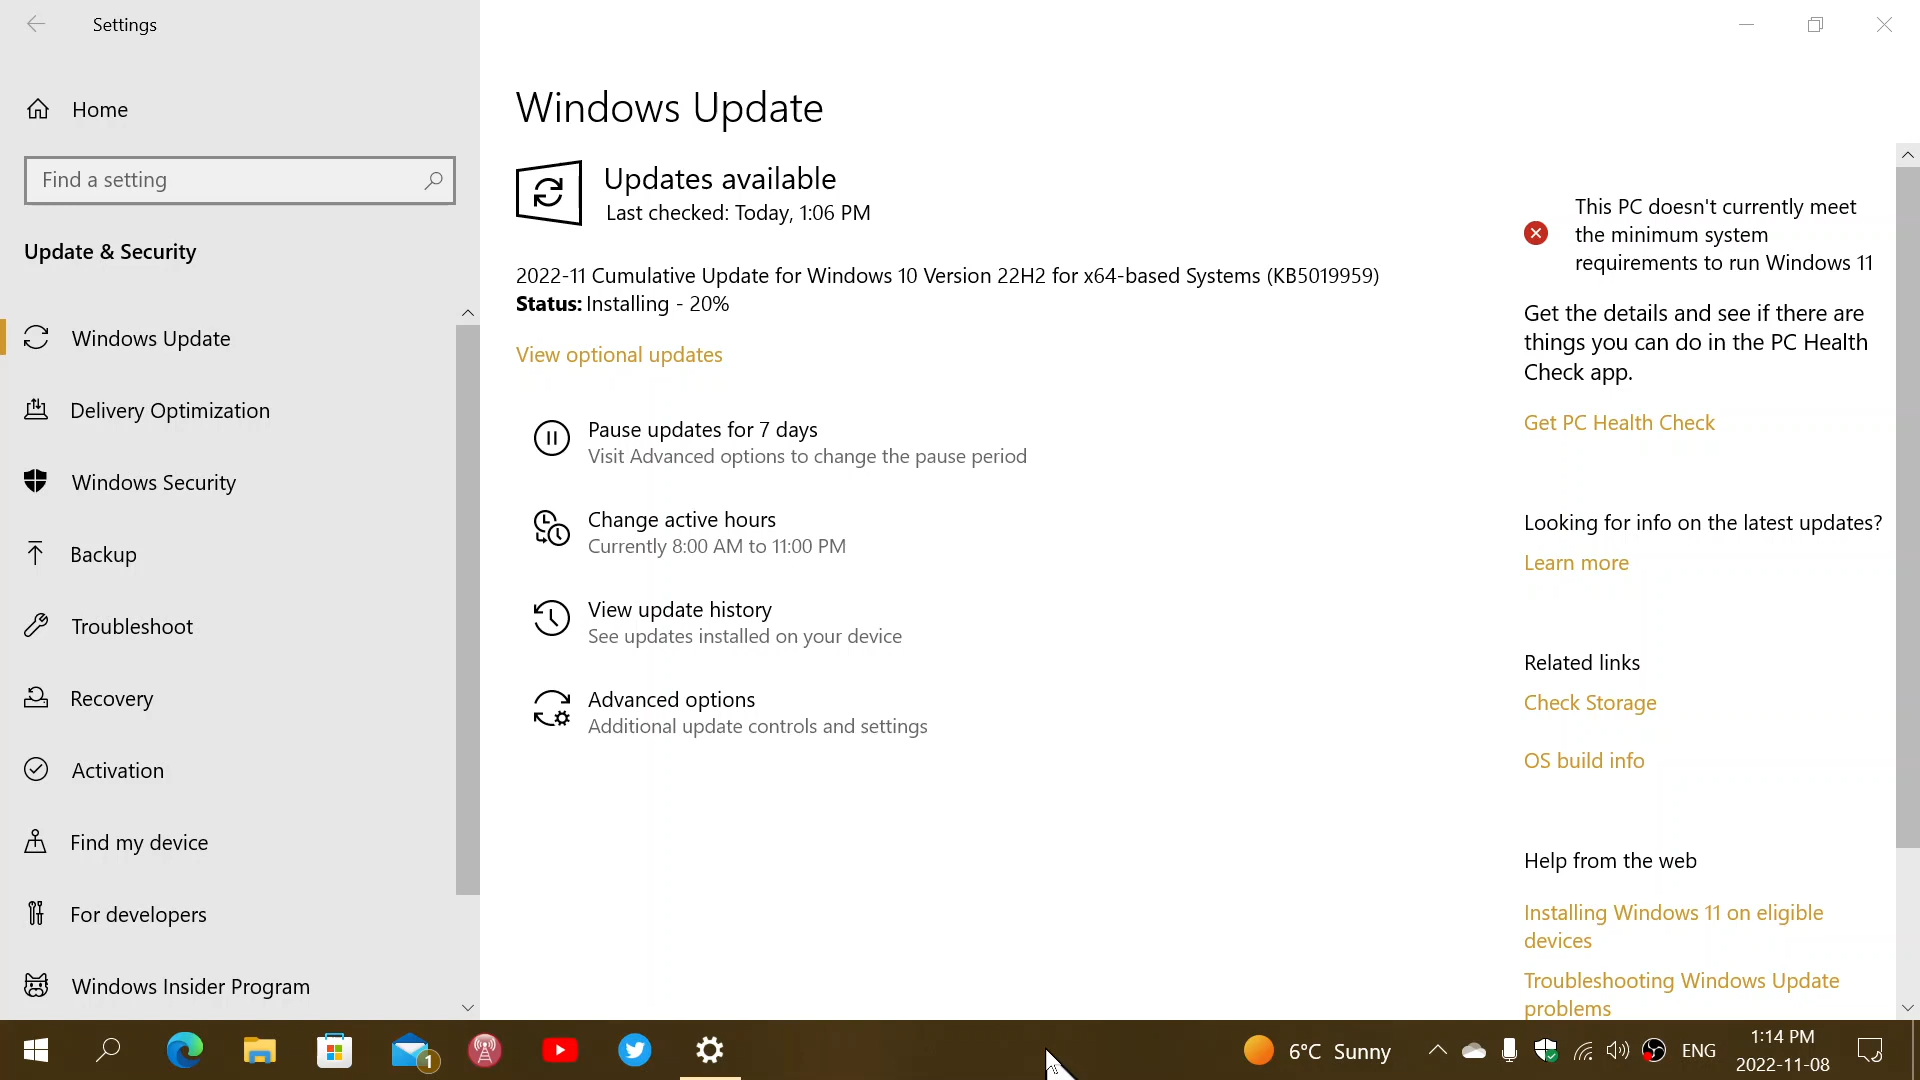 Settings
Home
Find a setting
Update & Security
Windows Update
Delivery Optimization
Windows Security
Backup
Troubleshoot
Recovery
Activation
Find my device
For developers
Windows Insider Program
Windows Update
Updates available
Last checked: Today, 1:06 PM
2022-11 Cumulative Update for Windows 10 Version 22H2 for x64-based Systems (KB5019959)
Status: Installing - 20%
View optional updates
Pause updates for 7 days
Visit Advanced options to change the pause period
Change active hours
Currently 8:00 AM to 11:00 PM
View update history
See updates installed on your device
Advanced options
Additional update controls and settings
This PC doesn't currently meet
the minimum system
requirements to run Windows 11
Get the details and see if there are
things you can do in the PC Health
Check app.
Get PC Health Check
Looking for info on the latest updates?
Learn more
Related links
Check Storage
OS build info
Help from the web
Installing Windows 11 on eligible
devices
Troubleshooting Windows Update
problems
1
6°C Sunny
ENG
1:14 PM
2022-11-08